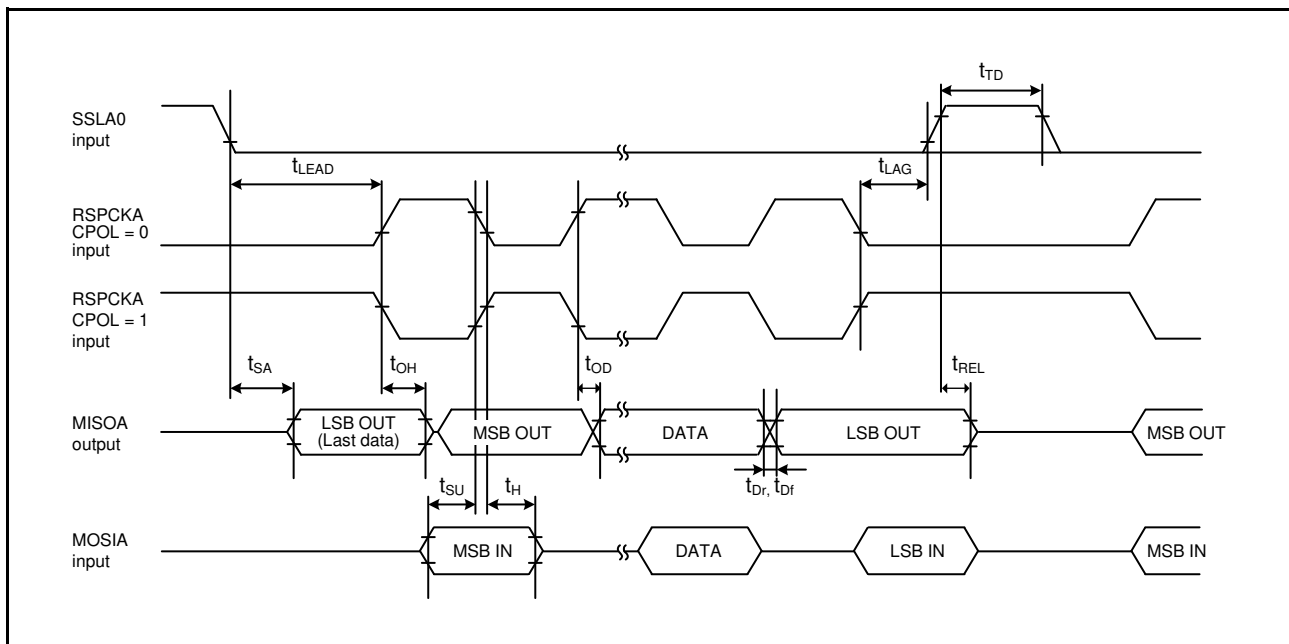 tTD
SSLA0
input
tLEAD
tLAG
RSPCKA
CPOL = 0
input
RSPCKA
CPOL = 1
input
tSA
tOH
tOD
tREL
MISOA
output
LSB OUT
(Last data)
MSB OUT
DATA
LSB OUT
MSB OUT
tSU
tH
tDr, tDf
MOSIA
input
MSB IN
DATA
LSB IN
MSB IN